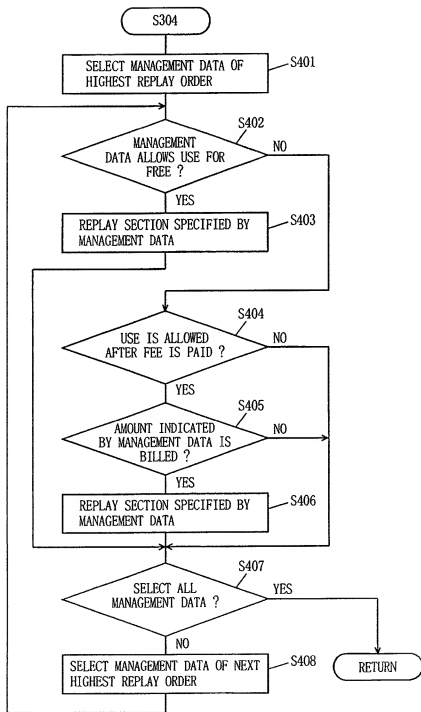 S304
SELECT MANAGEMENT DATA OF
HIGHEST REPLAY ORDER
S401
S402
MANAGEMENT
DATA ALLOWS USE FOR
FREE ?
NO
YES
REPLAY SECTION SPECIFIED BY
MANAGEMENT DATA
S403
S404
USE IS ALLOWED
AFTER FEE IS PAID ?
NO
YES
S405
AMOUNT INDICATED
BY MANAGEMENT DATA IS
BILLED ?
NO
YES
REPLAY SECTION SPECIFIED BY
MANAGEMENT DATA
S406
S407
SELECT ALL
MANAGEMENT DATA ?
YES
NO
SELECT MANAGEMENT DATA OF NEXT
HIGHEST REPLAY ORDER
S408
RETURN